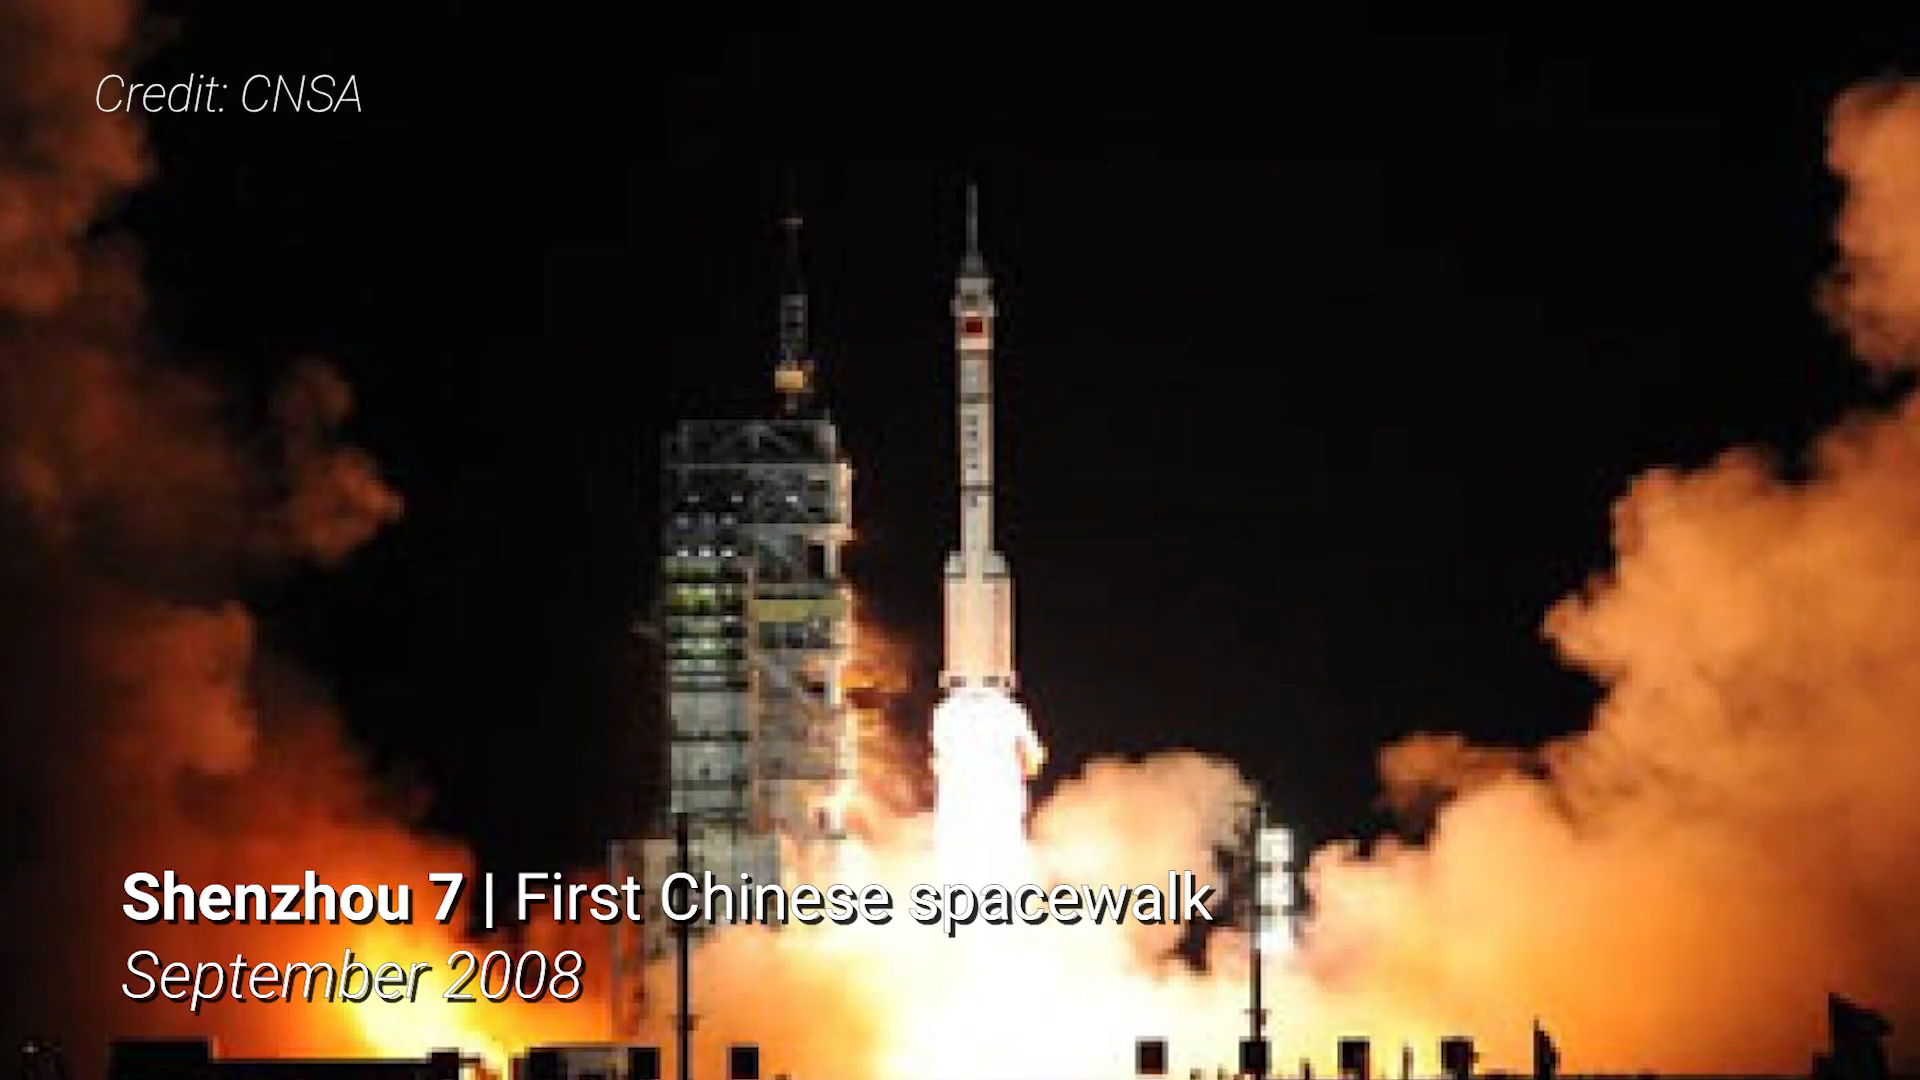 Credit: CNSA
Shenzhou 7 | First Chinese spacewalk
September 2008